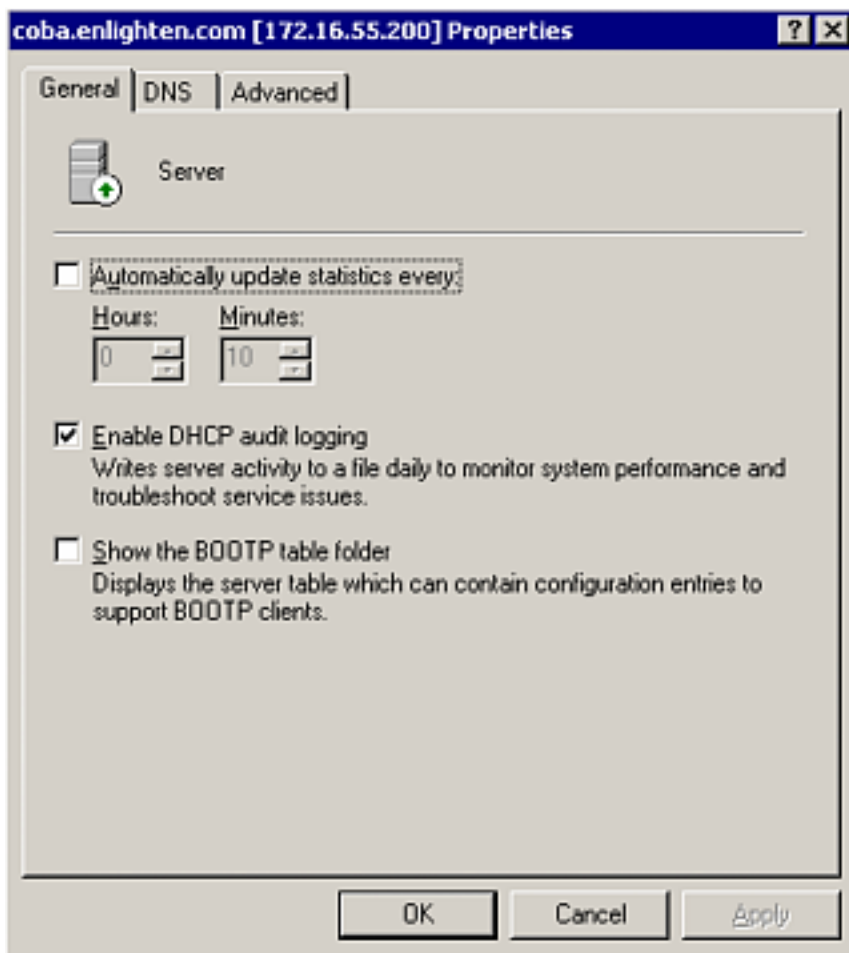 coba.enlighten.com [172.16.55.200] Properties
General DNS Advanced
Server
Automatically update statistics every:
Hours: Minutes:
0 10
Enable DHCP audit logging
Writes server activity to a file daily to monitor system performance and
troubleshoot service issues.
Show the BOOTP table folder
Displays the server table which can contain configuration entries to
support BOOTP clients.
OK Cancel Apply